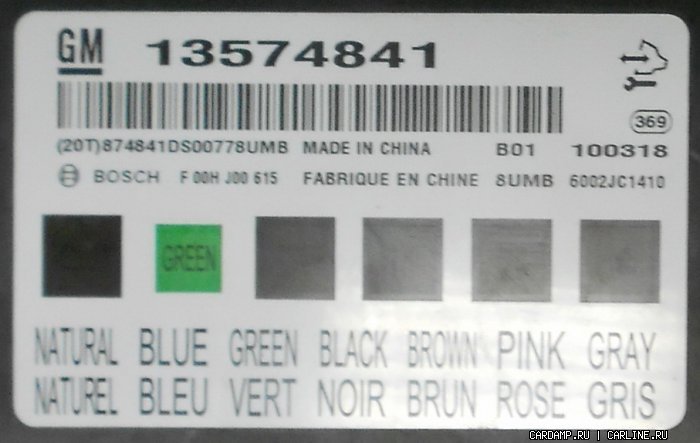 GM 13574841
369
(20T)874841DS00778UMB MADE IN CHINA B01 100318
BOSCH F 00H J00 615 FABRIQUE EN CHINE 8UMB 6002JC1410
GREEN
NATURAL BLUE GREEN BLACK BROWN PINK GRAY
NATUREL BLEU VERT NOIR BRUN ROSE GRIS
CARDAMP.RU | CARLINE.RU